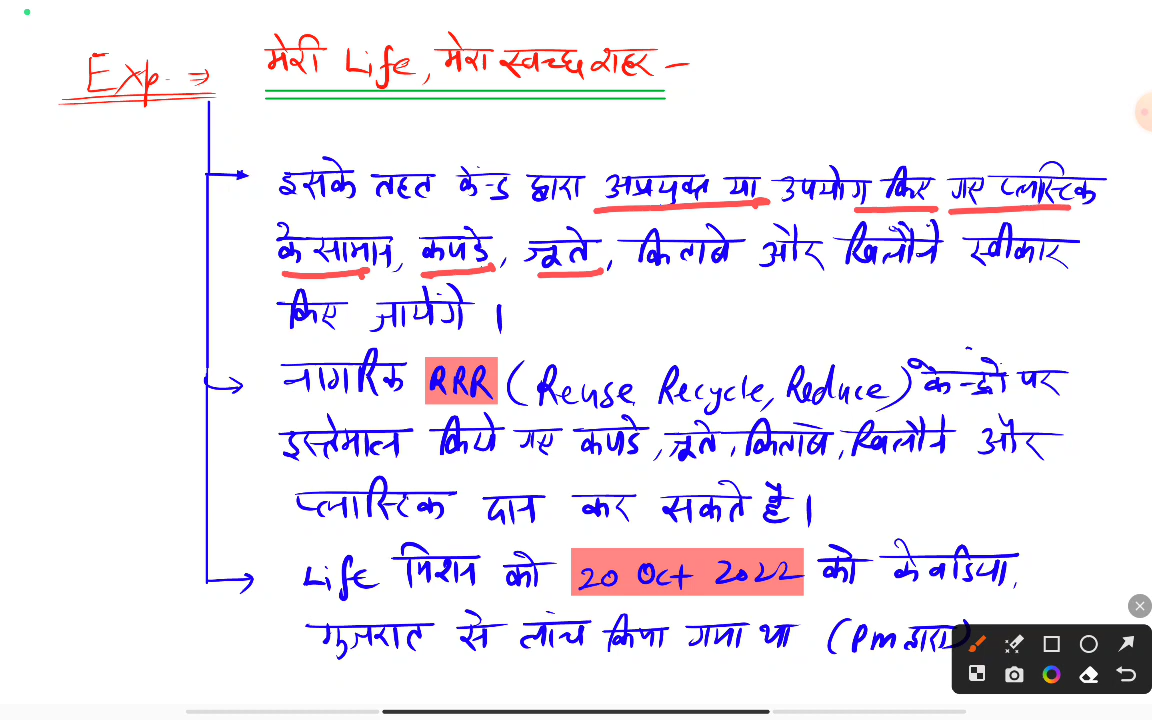 Exp. ⇒ मेरी Life, मेरा स्वच्छ शहर –
इसके तहत केन्द्र द्वारा अप्रयुक्त या उपयोग किए गए प्लास्टिक
के सामान, कपडे, जूते, किताबे और खिलौने स्वीकार
किए जायेंगे ।
नागरिक RRR (Reuse Recycle, Reduce) केन्द्रो पर
इस्तेमाल किये गए कपडे, जूते, किताबे, खिलौने और
प्लास्टिक दान कर सकते है ।
Life मिशन को 20 Oct 2022 को केवडिया,
गुजरात से लांच किया गया था (Pm द्वारा)